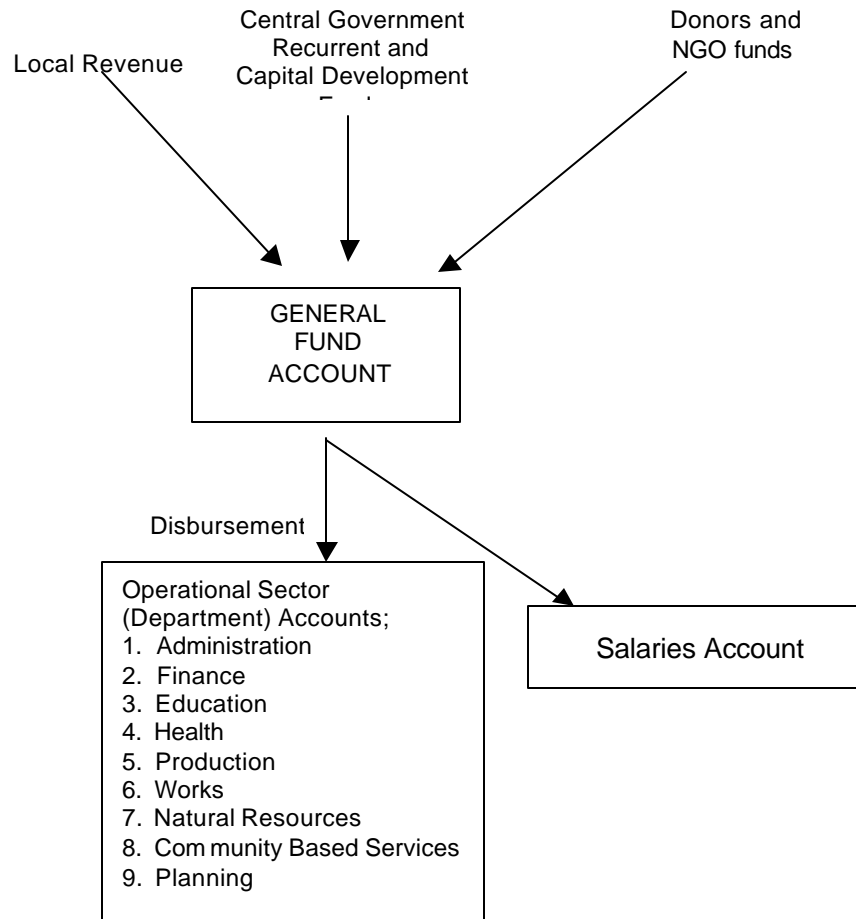 Local Revenue
Central Government
Recurrent and
Capital Development
Donors and
NGO funds
GENERAL
FUND
ACCOUNT
Disbursement
Operational Sector
(Department) Accounts;
1. Administration
2. Finance
3. Education
4. Health
5. Production
6. Works
7. Natural Resources
8. Community Based Services
9. Planning
Salaries Account